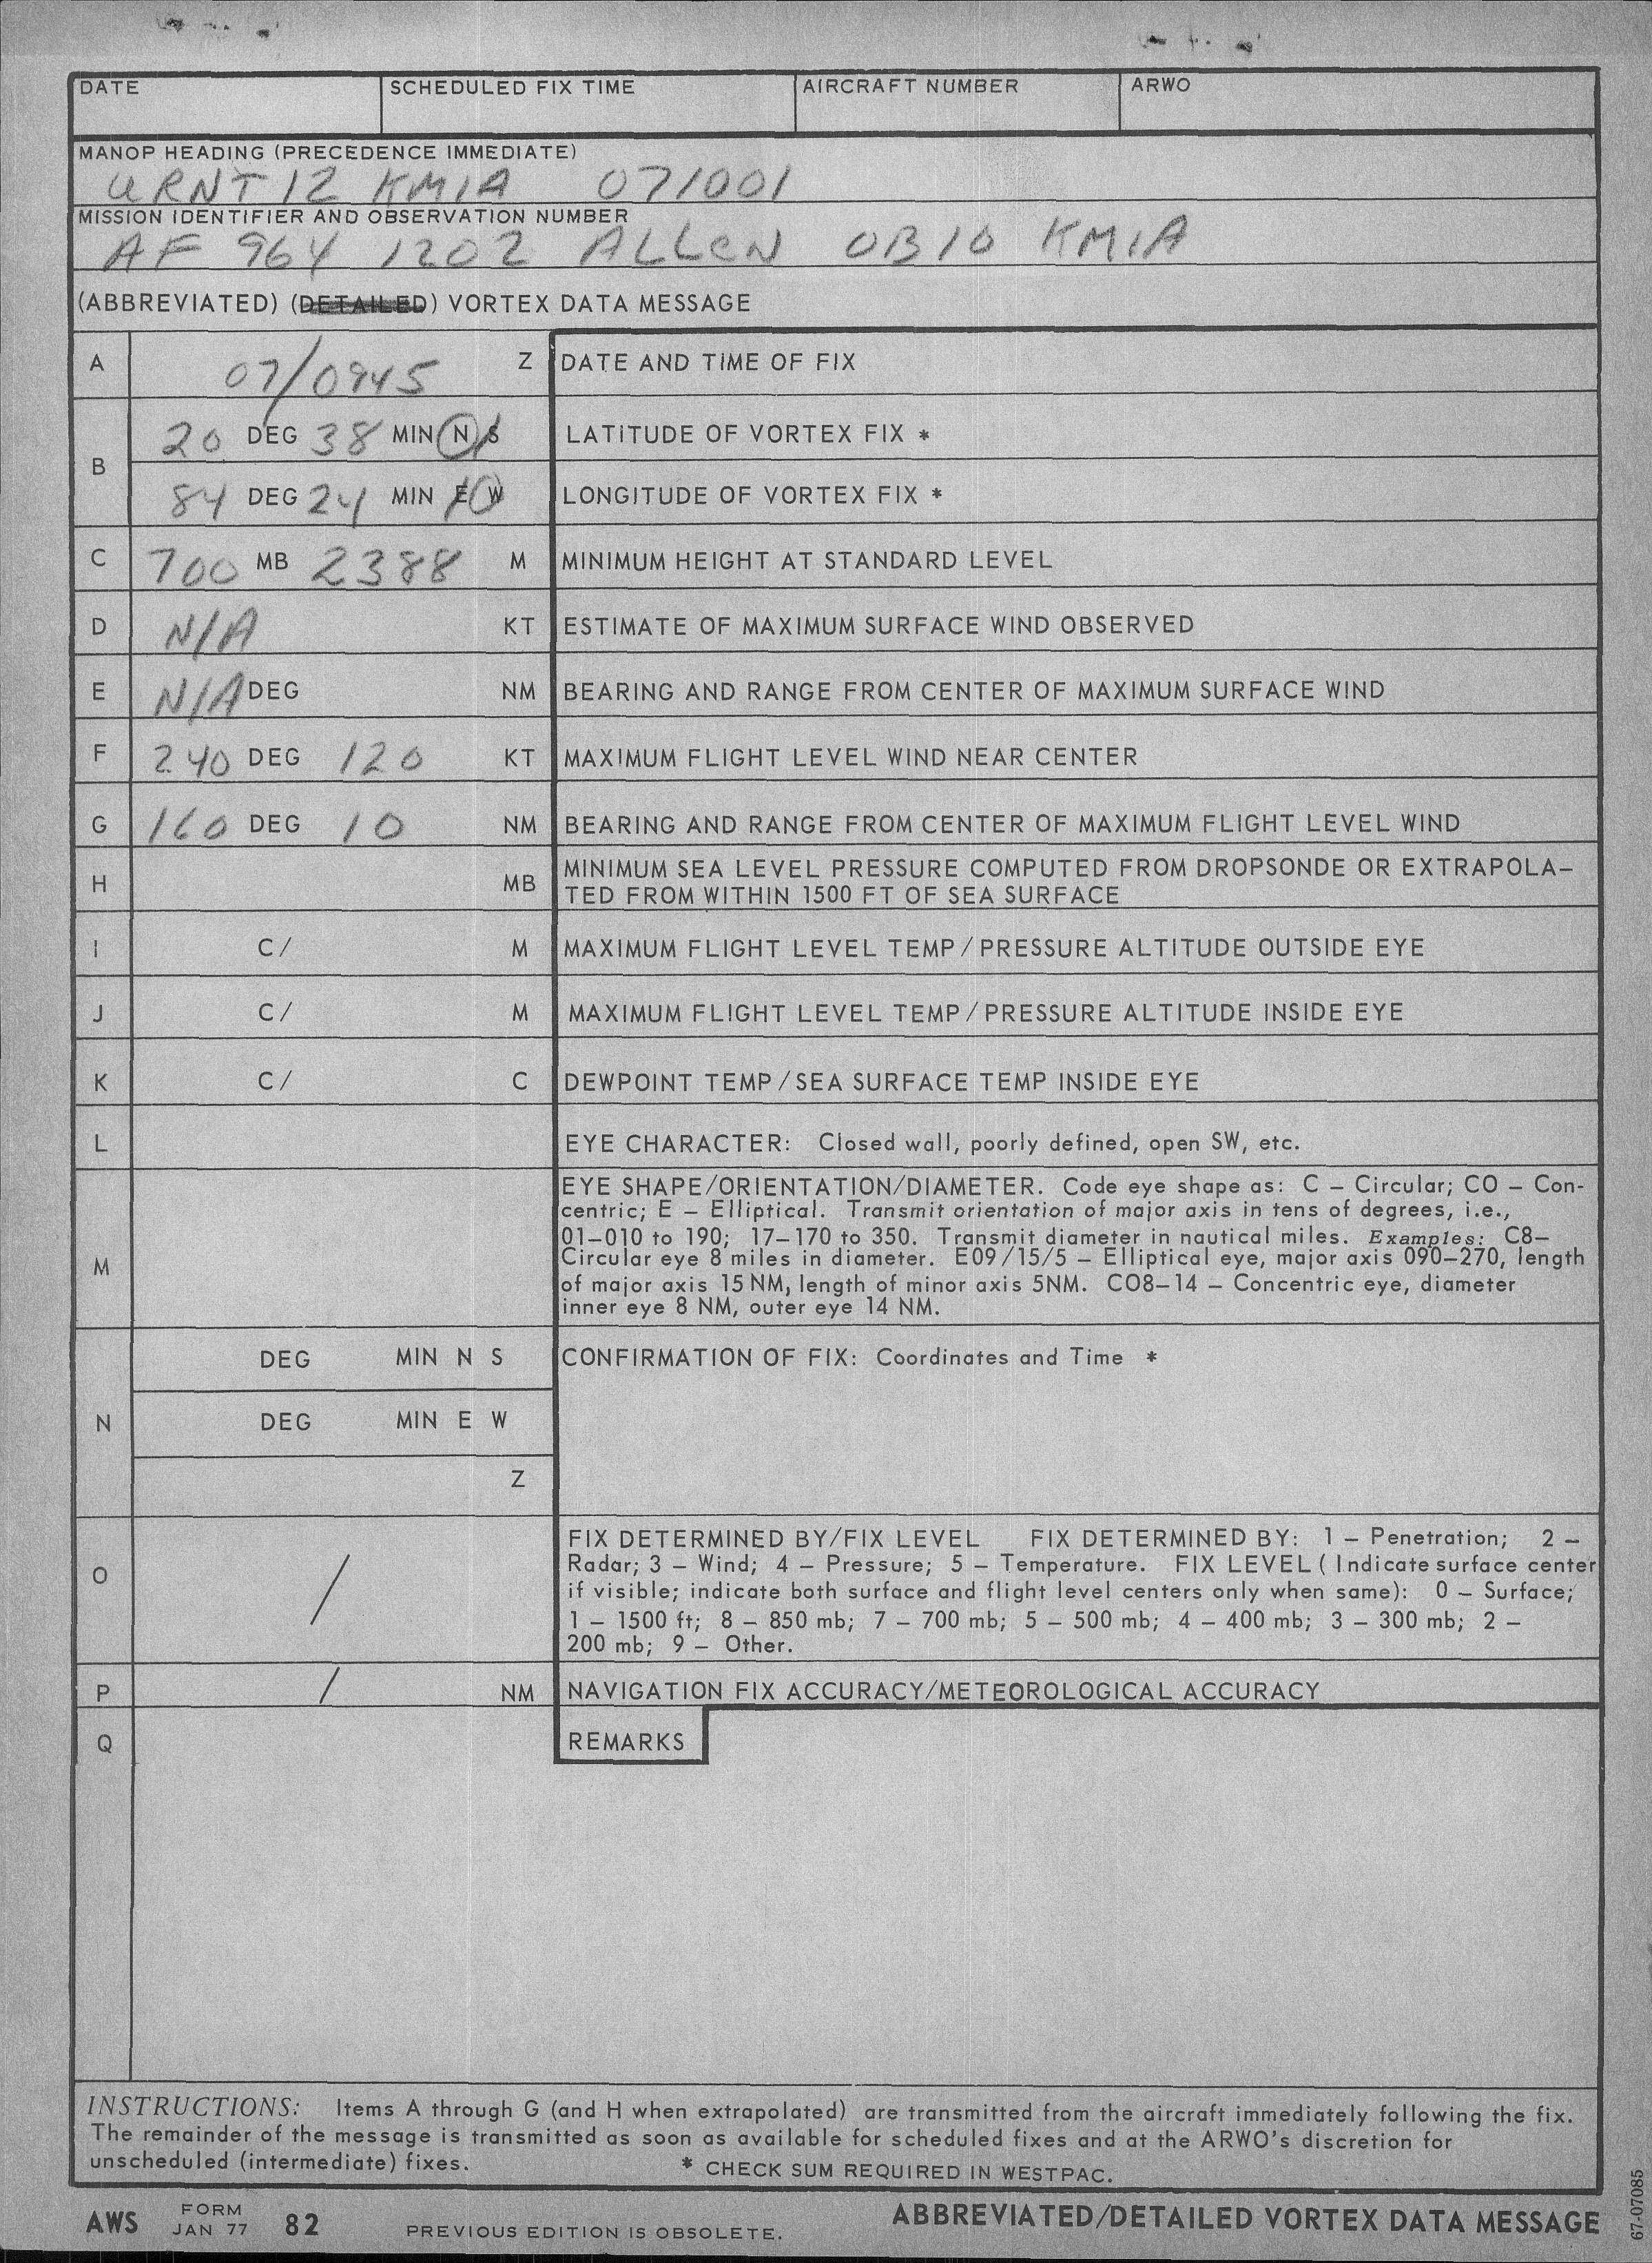 DATE SCHEDULED FIX TIME AIRCRAFT NUMBER ARWO
MANOP HEADING (PRECEDENCE IMMEDIATE)
URNT 12 KMIA 071001
MISSION IDENTIFIER AND OBSERVATION NUMBER
AF 964 1202 ALLEN OB 10 KMIA
(ABBREVIATED) (DETAILED) VORTEX DATA MESSAGE
A 07/0945 Z DATE AND TIME OF FIX
B 20 DEG 38 MIN N S LATITUDE OF VORTEX FIX *
84 DEG 24 MIN E W LONGITUDE OF VORTEX FIX *
C 700 MB 2388 M MINIMUM HEIGHT AT STANDARD LEVEL
D N/A KT ESTIMATE OF MAXIMUM SURFACE WIND OBSERVED
E N/A DEG NM BEARING AND RANGE FROM CENTER OF MAXIMUM SURFACE WIND
F 240 DEG 120 KT MAXIMUM FLIGHT LEVEL WIND NEAR CENTER
G 160 DEG 10 NM BEARING AND RANGE FROM CENTER OF MAXIMUM FLIGHT LEVEL WIND
H MB MINIMUM SEA LEVEL PRESSURE COMPUTED FROM DROPSONDE OR EXTRAPOLA-
TED FROM WITHIN 1500 FT OF SEA SURFACE
I C/ M MAXIMUM FLIGHT LEVEL TEMP/PRESSURE ALTITUDE OUTSIDE EYE
J C/ M MAXIMUM FLIGHT LEVEL TEMP/PRESSURE ALTITUDE INSIDE EYE
K C/ C DEWPOINT TEMP/SEA SURFACE TEMP INSIDE EYE
L EYE CHARACTER: Closed wall, poorly defined, open SW, etc.
M EYE SHAPE/ORIENTATION/DIAMETER. Code eye shape as: C – Circular; CO – Con-
centric; E – Elliptical. Transmit orientation of major axis in tens of degrees, i.e.,
01–010 to 190; 17–170 to 350. Transmit diameter in nautical miles. Examples: C8–
Circular eye 8 miles in diameter. E09/15/5 – Elliptical eye, major axis 090–270, length
of major axis 15 NM, length of minor axis 5NM. CO8–14 – Concentric eye, diameter
inner eye 8 NM, outer eye 14 NM.
N DEG MIN N S CONFIRMATION OF FIX: Coordinates and Time *
DEG MIN E W
Z
O / FIX DETERMINED BY/FIX LEVEL FIX DETERMINED BY: 1 – Penetration; 2 –
Radar; 3 – Wind; 4 – Pressure; 5 – Temperature. FIX LEVEL (Indicate surface center
if visible; indicate both surface and flight level centers only when same): 0 – Surface;
1 – 1500 ft; 8 – 850 mb; 7 – 700 mb; 5 – 500 mb; 4 – 400 mb; 3 – 300 mb; 2 –
200 mb; 9 – Other.
P / NM NAVIGATION FIX ACCURACY/METEOROLOGICAL ACCURACY
Q REMARKS
INSTRUCTIONS: Items A through G (and H when extrapolated) are transmitted from the aircraft immediately following the fix.
The remainder of the message is transmitted as soon as available for scheduled fixes and at the ARWO's discretion for
unscheduled (intermediate) fixes. * CHECK SUM REQUIRED IN WESTPAC.
AWS FORM JAN 77 82 PREVIOUS EDITION IS OBSOLETE. ABBREVIATED/DETAILED VORTEX DATA MESSAGE
67-07085